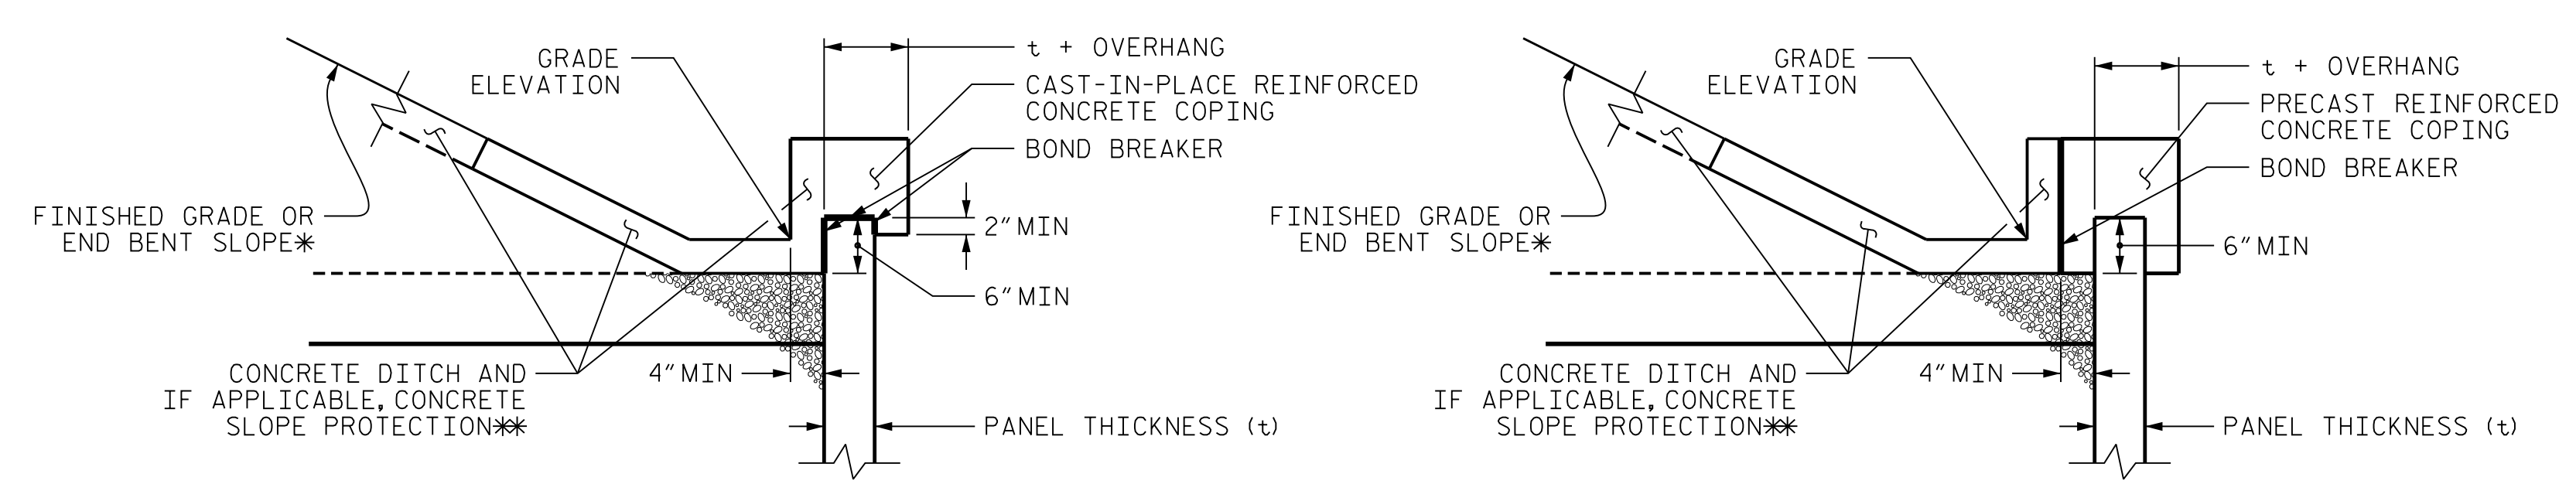 GRADE
ELEVATION
t + OVERHANG
CAST-IN-PLACE REINFORCED
CONCRETE COPING
BOND BREAKER
2" MIN
6" MIN
FINISHED GRADE OR
END BENT SLOPE*
CONCRETE DITCH AND
IF APPLICABLE, CONCRETE
SLOPE PROTECTION**
4" MIN
PANEL THICKNESS (t)
GRADE
ELEVATION
t + OVERHANG
PRECAST REINFORCED
CONCRETE COPING
BOND BREAKER
6" MIN
FINISHED GRADE OR
END BENT SLOPE*
CONCRETE DITCH AND
IF APPLICABLE, CONCRETE
SLOPE PROTECTION**
4" MIN
PANEL THICKNESS (t)